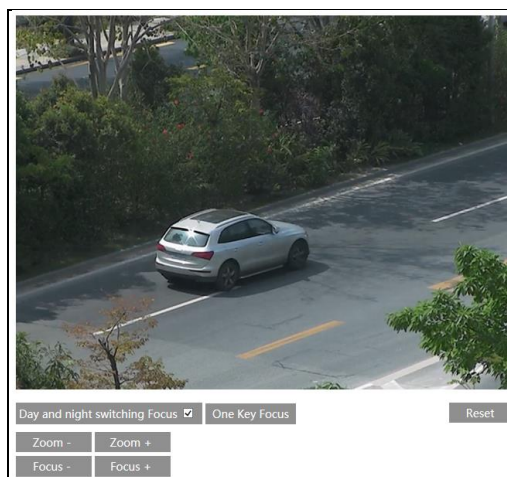 Day and night switching Focus One Key Focus Reset
Zoom - Zoom +
Focus - Focus +